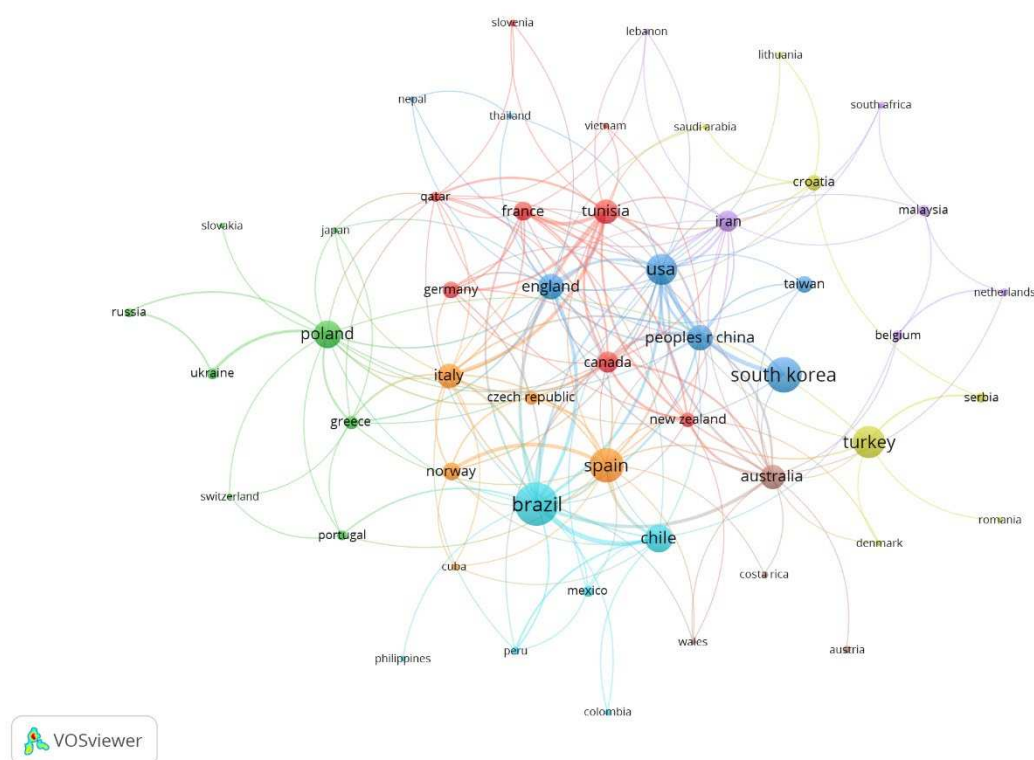 slovenia
lebanon
lithuania
nepal
thailand
vietnam
saudi arabia
south africa
qatar
france
tunisia
croatia
iran
malaysia
slovakia
japan
germany
england
usa
taiwan
netherlands
russia
poland
peoples r china
belgium
ukraine
italy
canada
south korea
czech republic
serbia
greece
new zealand
turkey
norway
spain
australia
switzerland
brazil
romania
portugal
chile
denmark
cuba
mexico
costa rica
philippines
peru
wales
austria
colombia
VOSviewer